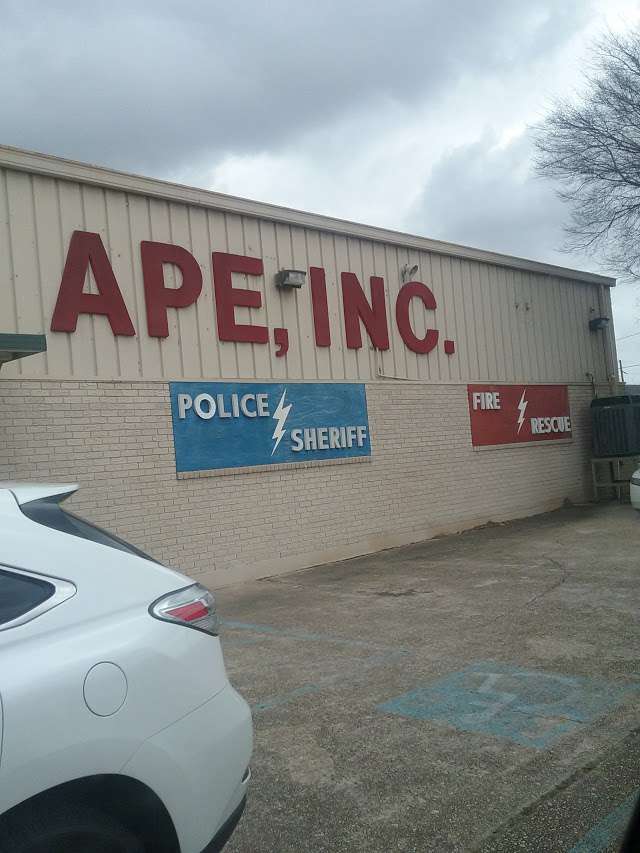 APE, INC.
POLICE
SHERIFF
FIRE
RESCUE